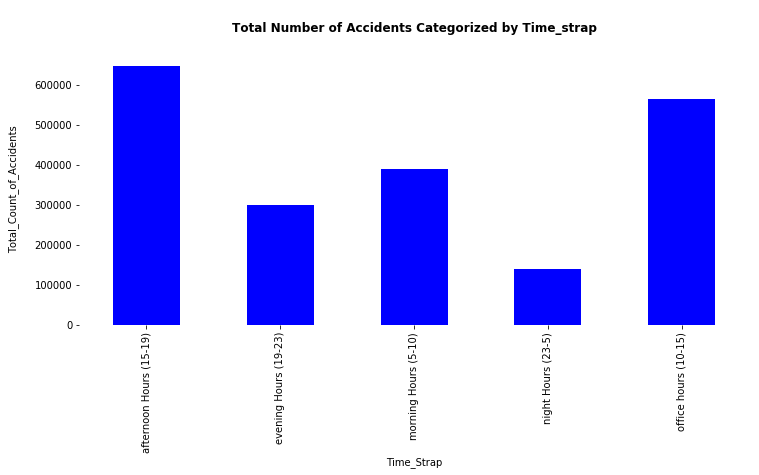 Total Number of Accidents Categorized by Time_strap
Total_Count_of_Accidents
600000
500000
400000
300000
200000
100000
0
afternoon Hours (15-19)
evening Hours (19-23)
morning Hours (5-10)
night Hours (23-5)
office hours (10-15)
Time_Strap